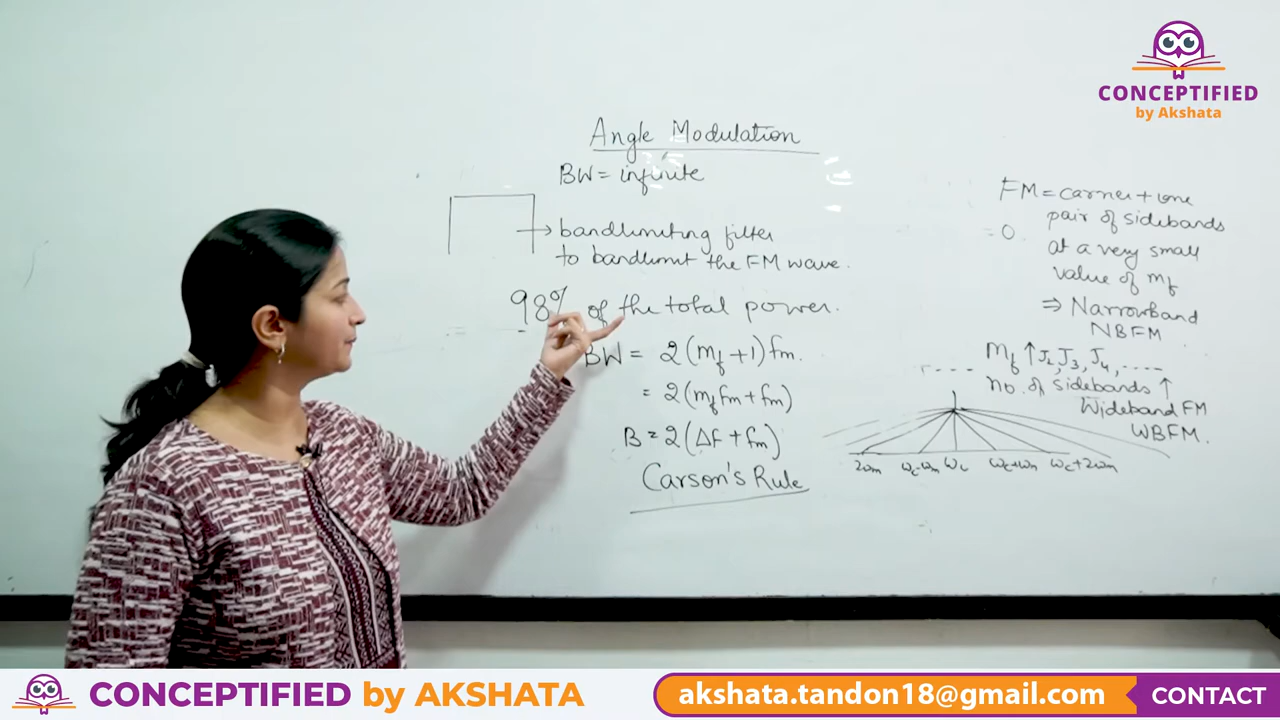 CONCEPTIFIED
by Akshata
Angle Modulation
BW = infinite
→ bandlimiting filter
to bandlimit the FM wave.
98% of the total power.
BW = 2(mf+1)fm.
= 2(mffm+fm)
B = 2(Δf+fm)
Carson's Rule
FM = carrier + one
pair of sidebands
= 0.
at a very small
value of mf
⇒ Narrowband
NBFM
Mf ↑ J2, J3, J4, ....
no. of sidebands ↑
Wideband FM
WBFM.
2ωm ωc-ωm ωc ωc+ωm ωc+2ωm
CONCEPTIFIED by AKSHATA
akshata.tandon18@gmail.com
CONTACT